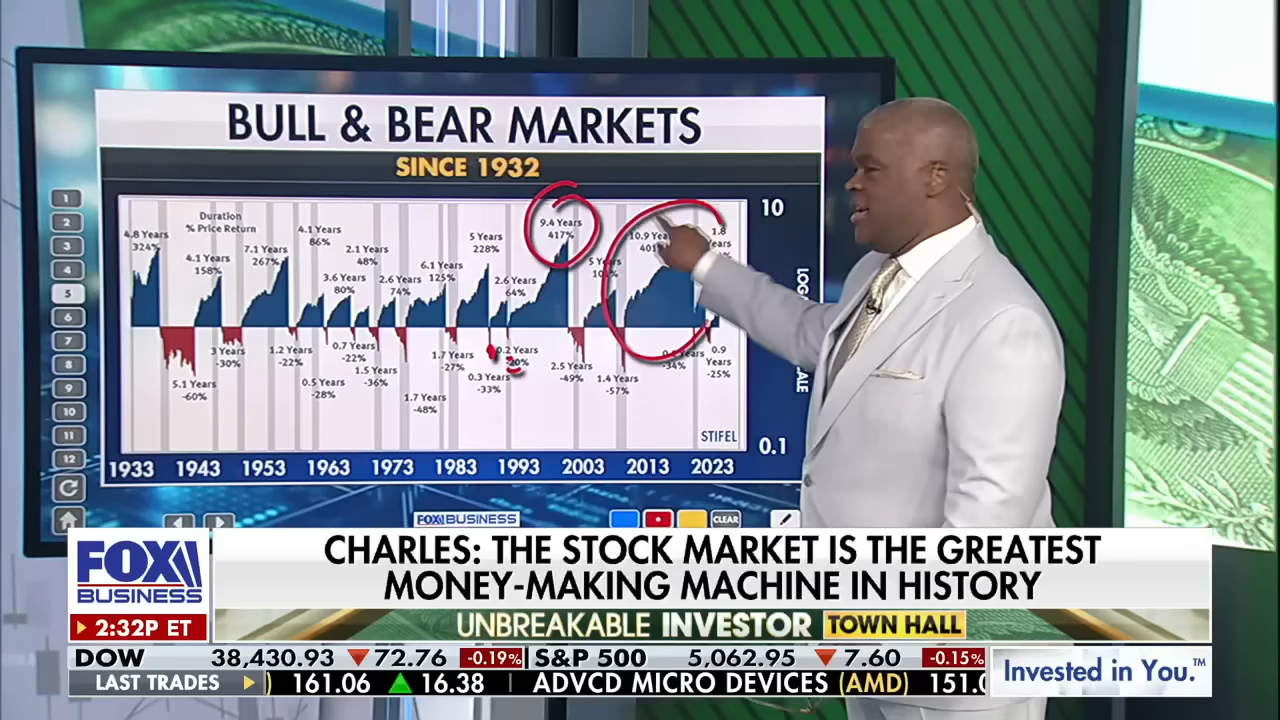 BULL & BEAR MARKETS
SINCE 1932
1
2
3
4
5
6
7
8
9
10
11
12
Duration
% Price Return
4.8 Years
324%
4.1 Years
158%
7.1 Years
267%
4.1 Years
86%
3.6 Years
80%
2.1 Years
48%
2.6 Years
74%
6.1 Years
125%
5 Years
228%
2.6 Years
64%
9.4 Years
417%
5
10.9
401
1.8
5.1 Years
-60%
3 Years
-30%
1.2 Years
-22%
0.5 Years
-28%
0.7 Years
-22%
1.5 Years
-36%
1.7 Years
-48%
1.7 Years
-27%
0.3 Years
-33%
0.2 Years
-20%
2.5 Years
-49%
1.4 Years
-57%
Years
-34%
0.9
Years
-25%
10
0.1
STIFEL
1933 1943 1953 1963 1973 1983 1993 2003 2013 2023
FOX BUSINESS
CLEAR
FOX
BUSINESS
2:32P ET
CHARLES: THE STOCK MARKET IS THE GREATEST
MONEY-MAKING MACHINE IN HISTORY
UNBREAKABLE INVESTOR TOWN HALL
DOW 38,430.93 ▼ 72.76 -0.19% S&P 500 5,062.95 ▼ 7.60 -0.15%
LAST TRADES ) 161.06 ▲ 16.38 ADVCD MICRO DEVICES (AMD) 151.0
Invested in You.™